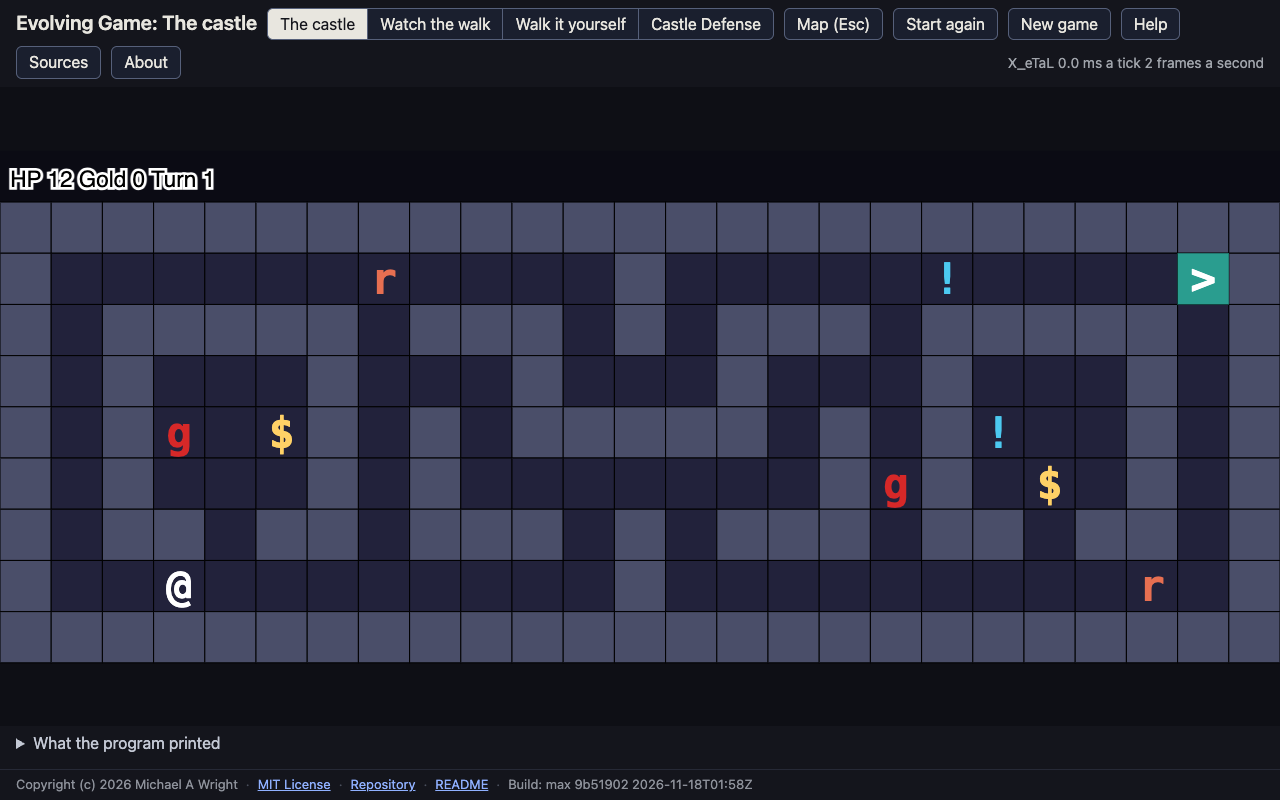 Evolving Game: The castle The castle Watch the walk Walk it yourself Castle Defense Map (Esc) Start again New game Help
Sources About X_eTaL 0.0 ms a tick 2 frames a second
HP 12 Gold 0 Turn 1
r ! >
g $ !
g $
@ r
▶ What the program printed
Copyright (c) 2026 Michael A Wright · MIT License · Repository · README · Build: max 9b51902 2026-11-18T01:58Z